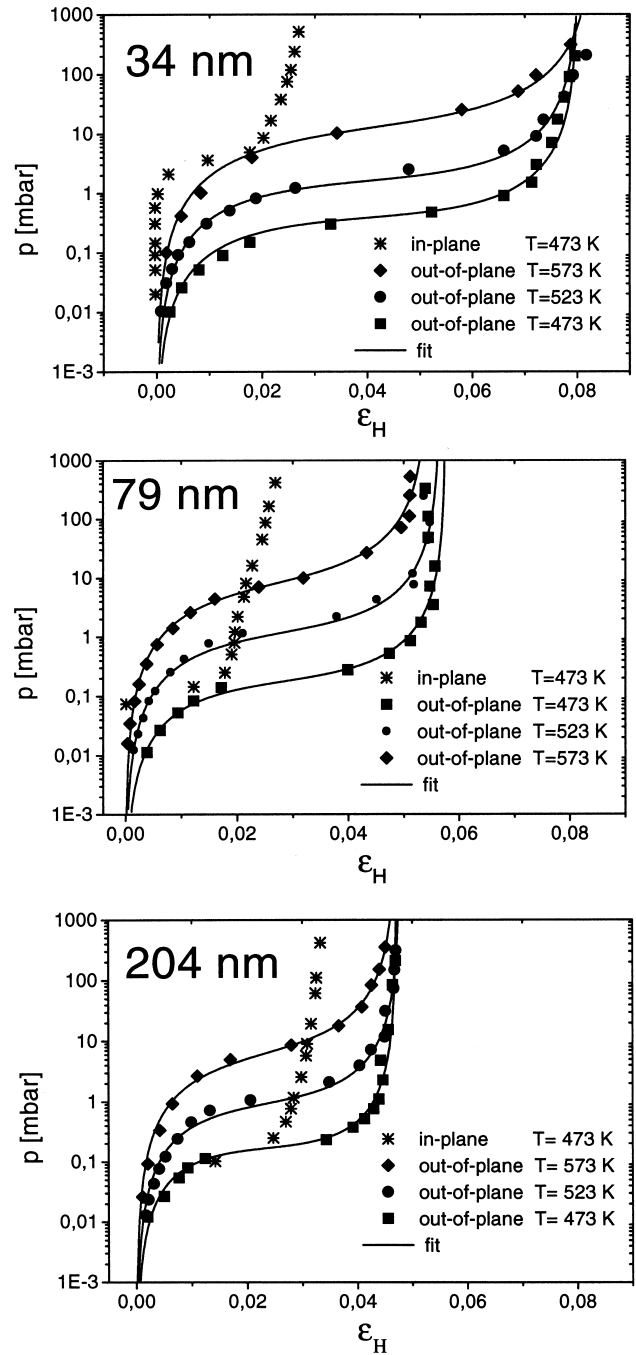 34 nm
1000
100
10
1
0,1
0,01
1E-3
p [mbar]
in-plane T=473 K
out-of-plane T=573 K
out-of-plane T=523 K
out-of-plane T=473 K
fit
0,00 0,02 0,04 0,06 0,08
εH
79 nm
1000
100
10
1
0,1
0,01
1E-3
p [mbar]
in-plane T=473 K
out-of-plane T=473 K
out-of-plane T=523 K
out-of-plane T=573 K
fit
0,00 0,02 0,04 0,06 0,08
εH
204 nm
1000
100
10
1
0,1
0,01
1E-3
p [mbar]
in-plane T= 473 K
out-of-plane T= 573 K
out-of-plane T= 523 K
out-of-plane T= 473 K
fit
0,00 0,02 0,04 0,06 0,08
εH